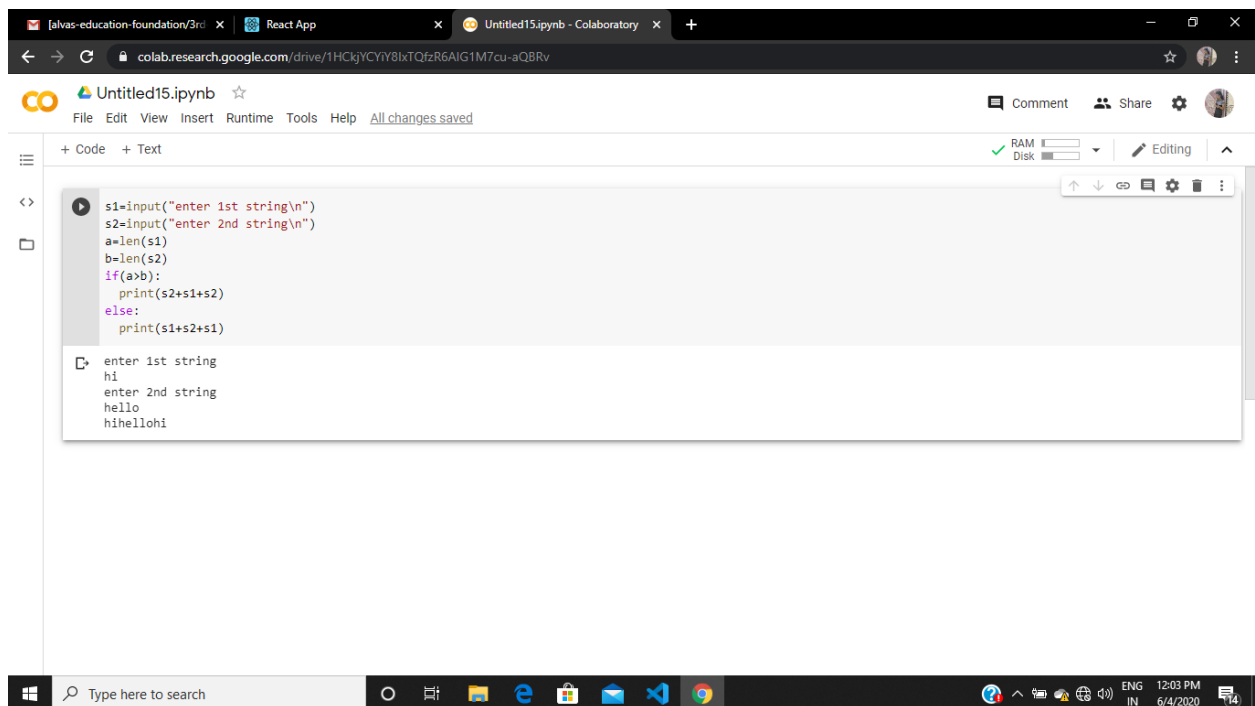 [alvas-education-foundation/3rd
React App
Untitled15.ipynb - Colaboratory
colab.research.google.com/drive/1HCkjYCYiY8IxTQfzR6AIG1M7cu-aQBRv
Untitled15.ipynb
Comment Share
File Edit View Insert Runtime Tools Help All changes saved
+ Code + Text
RAM
Disk
Editing
s1=input("enter 1st string\n")
s2=input("enter 2nd string\n")
a=len(s1)
b=len(s2)
if(a>b):
  print(s2+s1+s2)
else:
  print(s1+s2+s1)
enter 1st string
hi
enter 2nd string
hello
hihellohi
Type here to search
ENG
IN
12:03 PM
6/4/2020
14